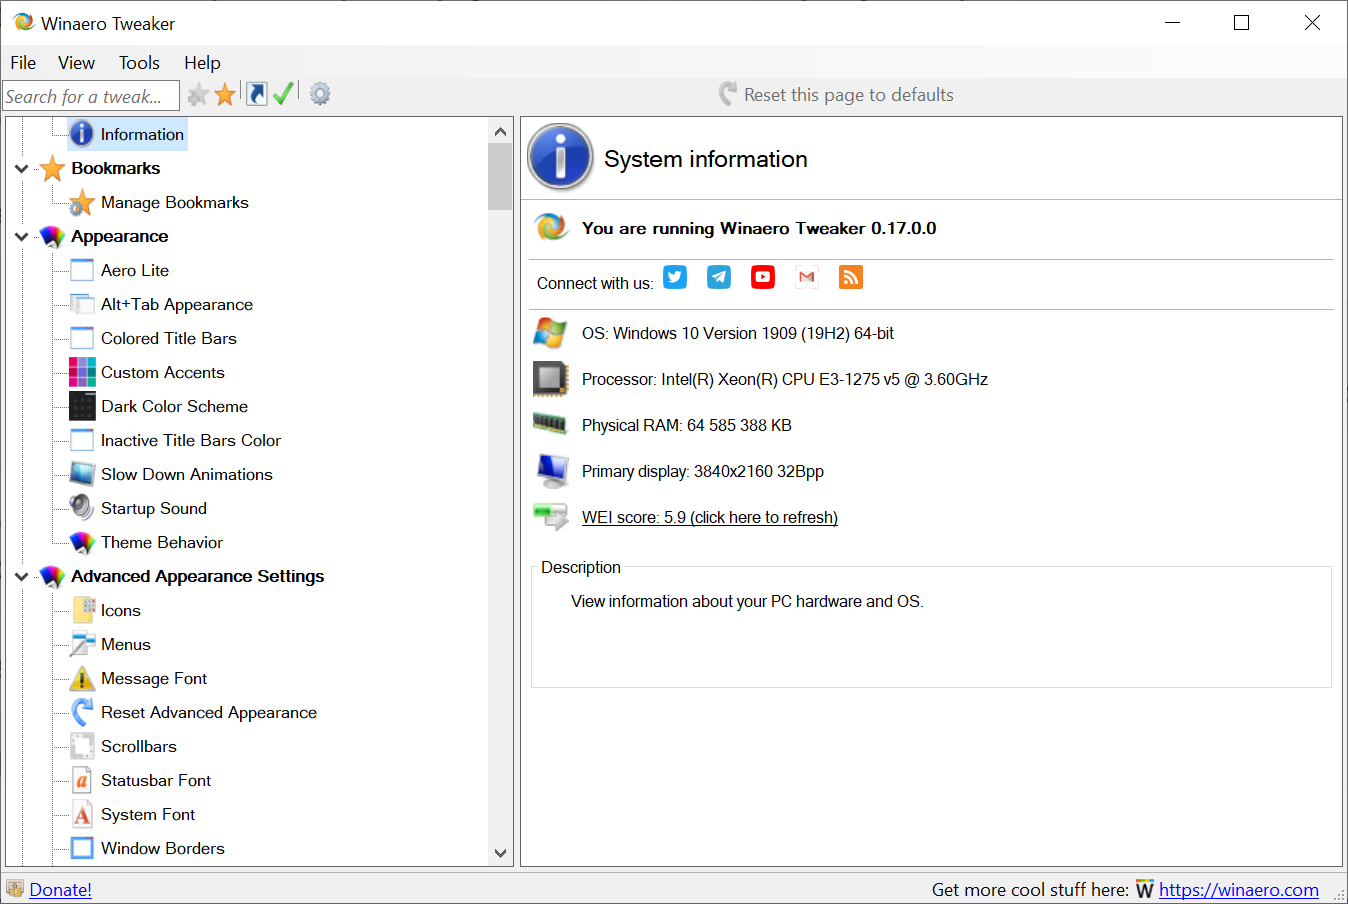 Winaero Tweaker
File View Tools Help
Search for a tweak...
Reset this page to defaults
Information
Bookmarks
Manage Bookmarks
Appearance
Aero Lite
Alt+Tab Appearance
Colored Title Bars
Custom Accents
Dark Color Scheme
Inactive Title Bars Color
Slow Down Animations
Startup Sound
Theme Behavior
Advanced Appearance Settings
Icons
Menus
Message Font
Reset Advanced Appearance
Scrollbars
Statusbar Font
System Font
Window Borders
System information
You are running Winaero Tweaker 0.17.0.0
Connect with us:
OS: Windows 10 Version 1909 (19H2) 64-bit
Processor: Intel(R) Xeon(R) CPU E3-1275 v5 @ 3.60GHz
Physical RAM: 64 585 388 KB
Primary display: 3840x2160 32Bpp
WEI score: 5.9 (click here to refresh)
Description
View information about your PC hardware and OS.
Donate!
Get more cool stuff here: https://winaero.com